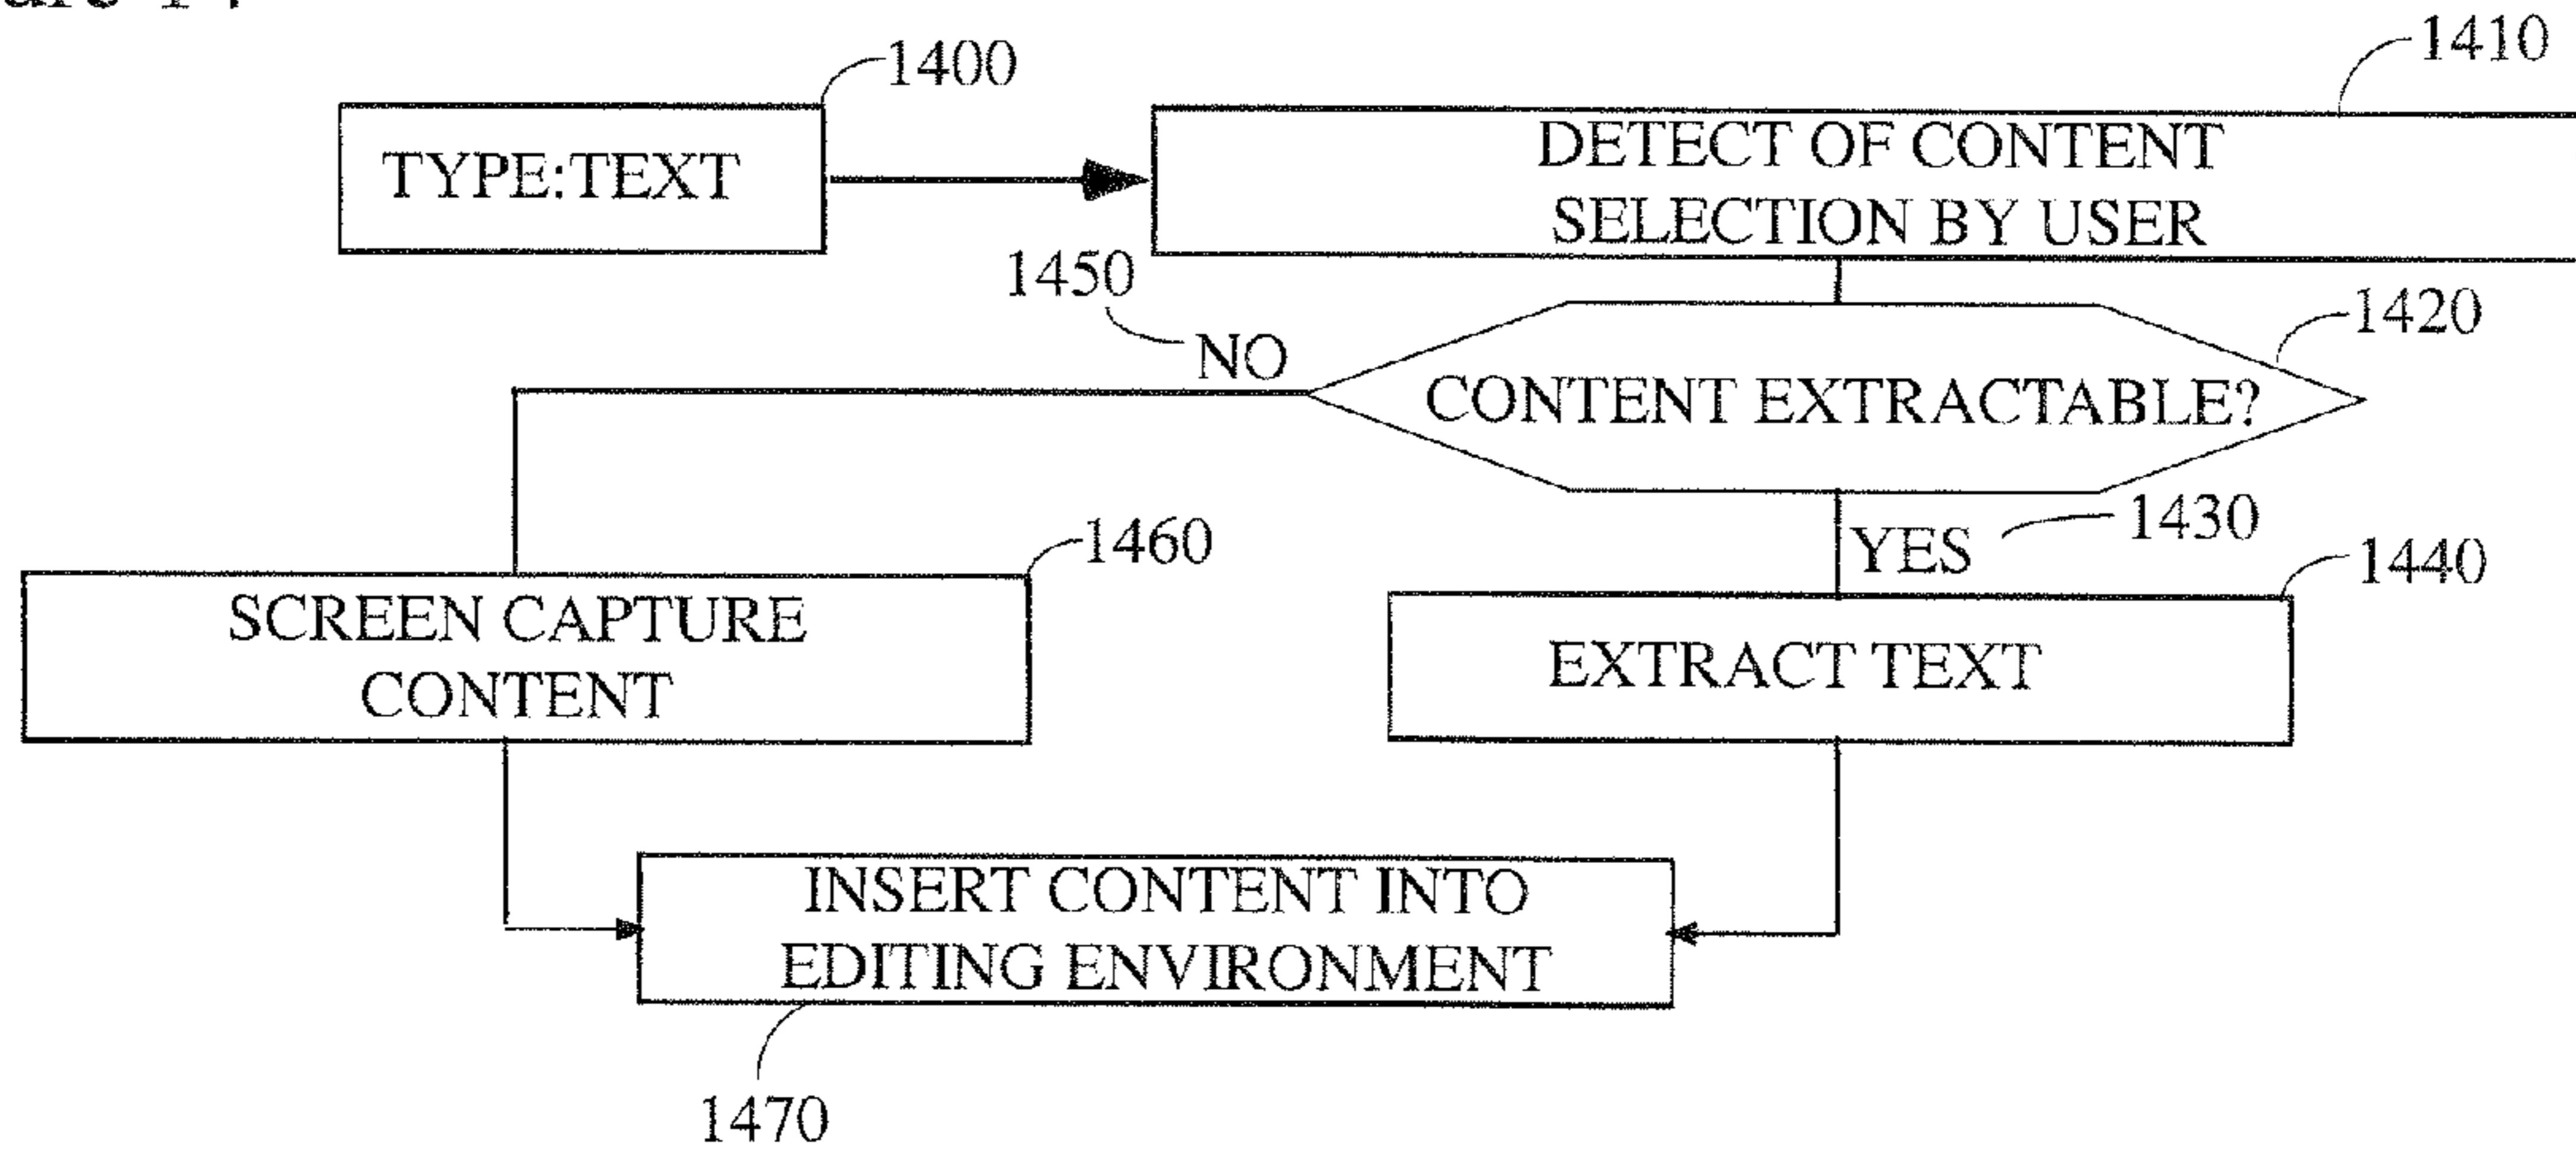 1400
1410
TYPE:TEXT
DETECT OF CONTENT
SELECTION BY USER
1450
1420
NO
CONTENT EXTRACTABLE?
1430
YES
1460
1440
SCREEN CAPTURE
CONTENT
EXTRACT TEXT
INSERT CONTENT INTO
EDITING ENVIRONMENT
1470